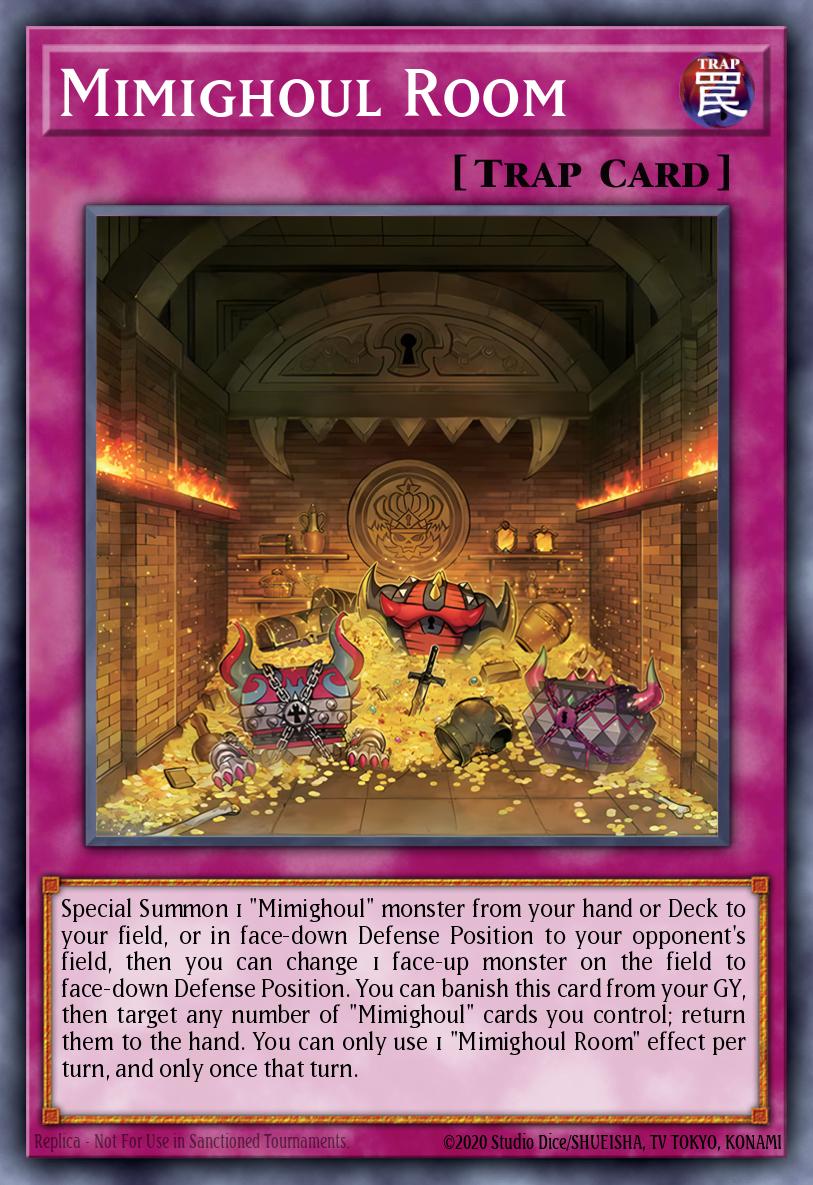 Mimighoul Room
TRAP
罠
[Trap Card]
Special Summon 1 "Mimighoul" monster from your hand or Deck to
your field, or in face-down Defense Position to your opponent's
field, then you can change 1 face-up monster on the field to
face-down Defense Position. You can banish this card from your GY,
then target any number of "Mimighoul" cards you control; return
them to the hand. You can only use 1 "Mimighoul Room" effect per
turn, and only once that turn.
Replica - Not For Use in Sanctioned Tournaments.
©2020 Studio Dice/SHUEISHA, TV TOKYO, KONAMI